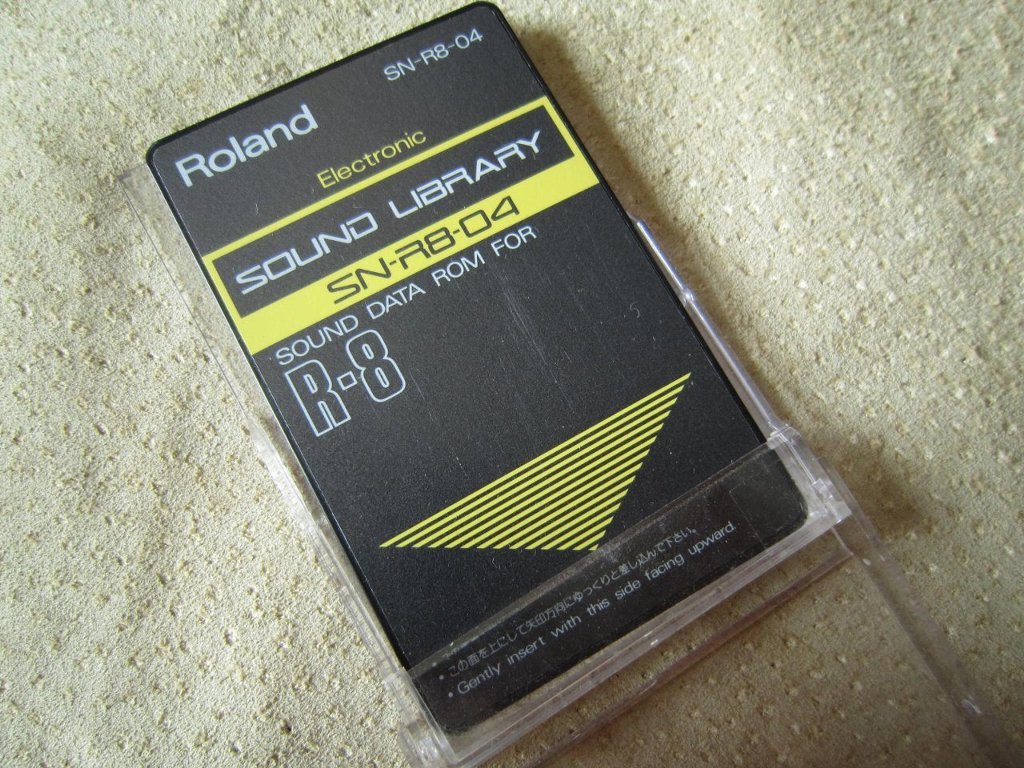 SN-R8-04
Roland
Electronic
SOUND LIBRARY
SN-R8-04
SOUND DATA ROM FOR
R-8
• この面を上にして矢印方向にゆっくりと差し込んで下さい。
• Gently insert with this side facing upward.